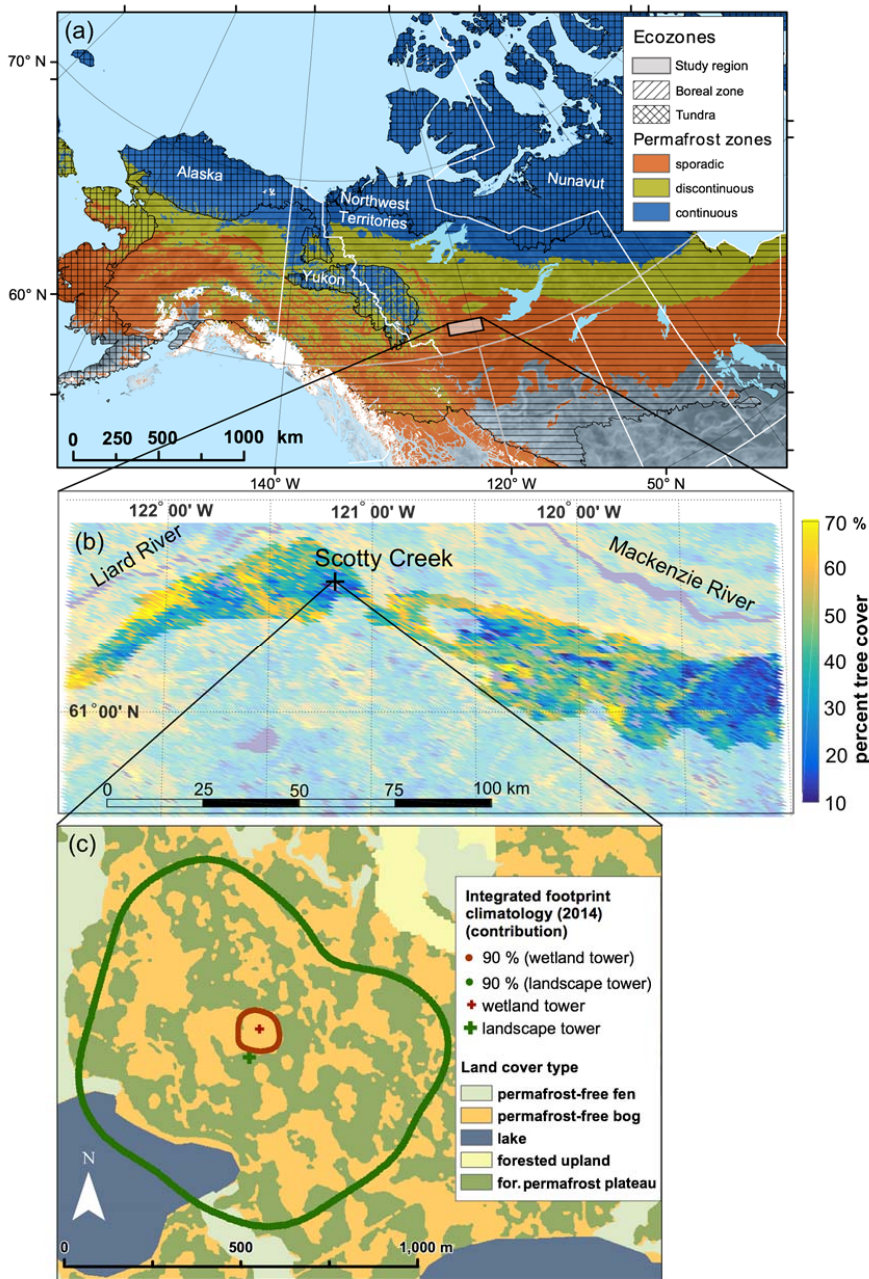 (a)
70° N
60° N
Alaska
Northwest
Territories
Nunavut
Yukon
Ecozones
Study region
Boreal zone
Tundra
Permafrost zones
sporadic
discontinuous
continuous
0 250 500 1000 km
140° W
120° W
50° N
(b)
122° 00' W
121° 00' W
120° 00' W
Liard River
Scotty Creek
Mackenzie River
61° 00' N
0 25 50 75 100 km
70 %
60
50
40
30
20
10
percent tree cover
(c)
Integrated footprint
climatology (2014)
(contribution)
90 % (wetland tower)
90 % (landscape tower)
wetland tower
landscape tower
Land cover type
permafrost-free fen
permafrost-free bog
lake
forested upland
for. permafrost plateau
N
0 500 1,000 m